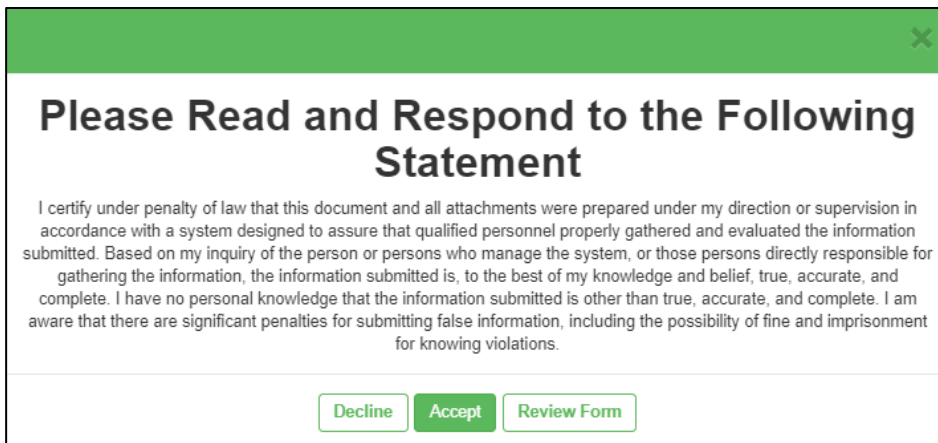 Please Read and Respond to the Following
Statement
I certify under penalty of law that this document and all attachments were prepared under my direction or supervision in
accordance with a system designed to assure that qualified personnel properly gathered and evaluated the information
submitted. Based on my inquiry of the person or persons who manage the system, or those persons directly responsible for
gathering the information, the information submitted is, to the best of my knowledge and belief, true, accurate, and
complete. I have no personal knowledge that the information submitted is other than true, accurate, and complete. I am
aware that there are significant penalties for submitting false information, including the possibility of fine and imprisonment
for knowing violations.
Decline Accept Review Form